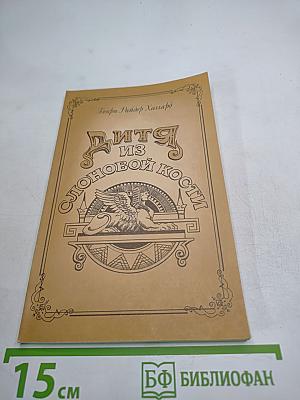 Генри Райдер Хаггард
ДИТЯ
ИЗ
СЛОНОВОЙ КОСТИ
15 см
БФ БИБЛИОФАН